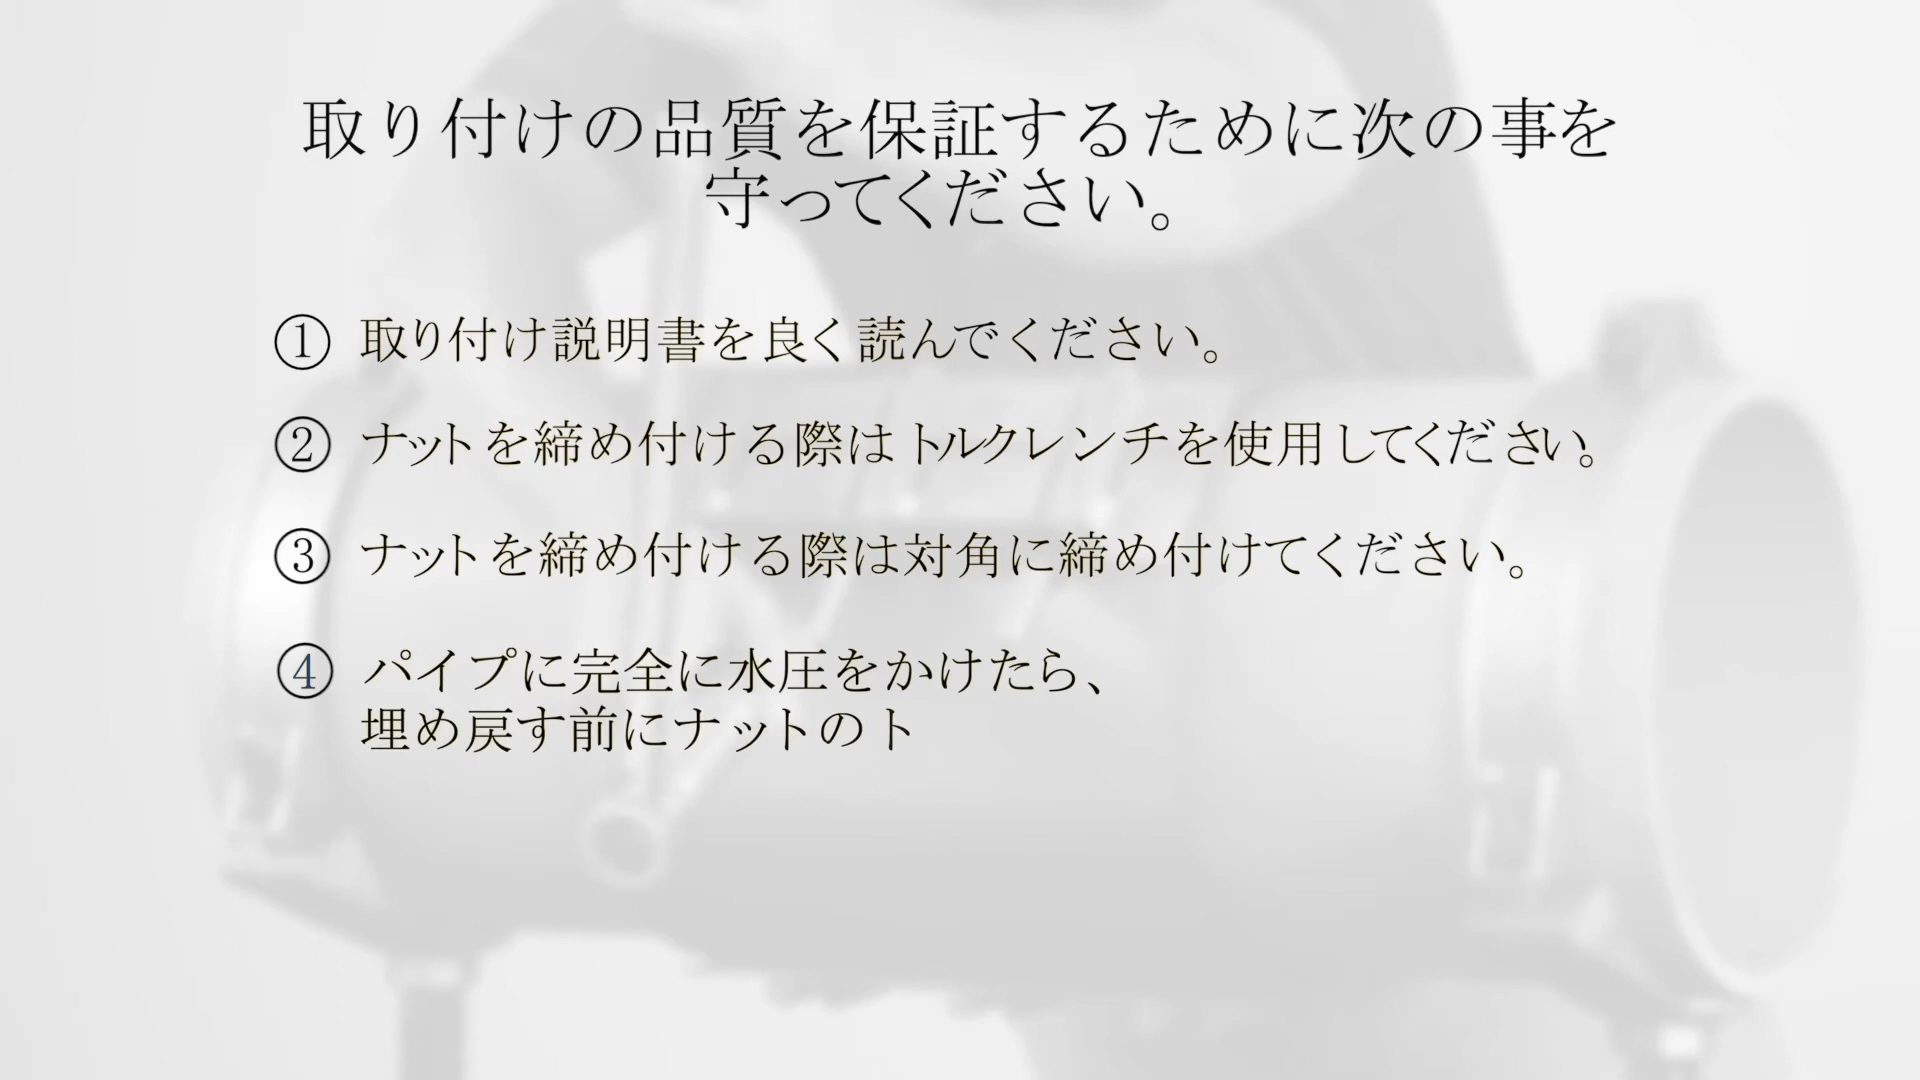 取り付けの品質を保証するために次の事を
守ってください。
① 取り付け説明書を良く読んでください。
② ナットを締め付ける際はトルクレンチを使用してください。
③ ナットを締め付ける際は対角に締め付けてください。
④ パイプに完全に水圧をかけたら、
埋め戻す前にナットのト